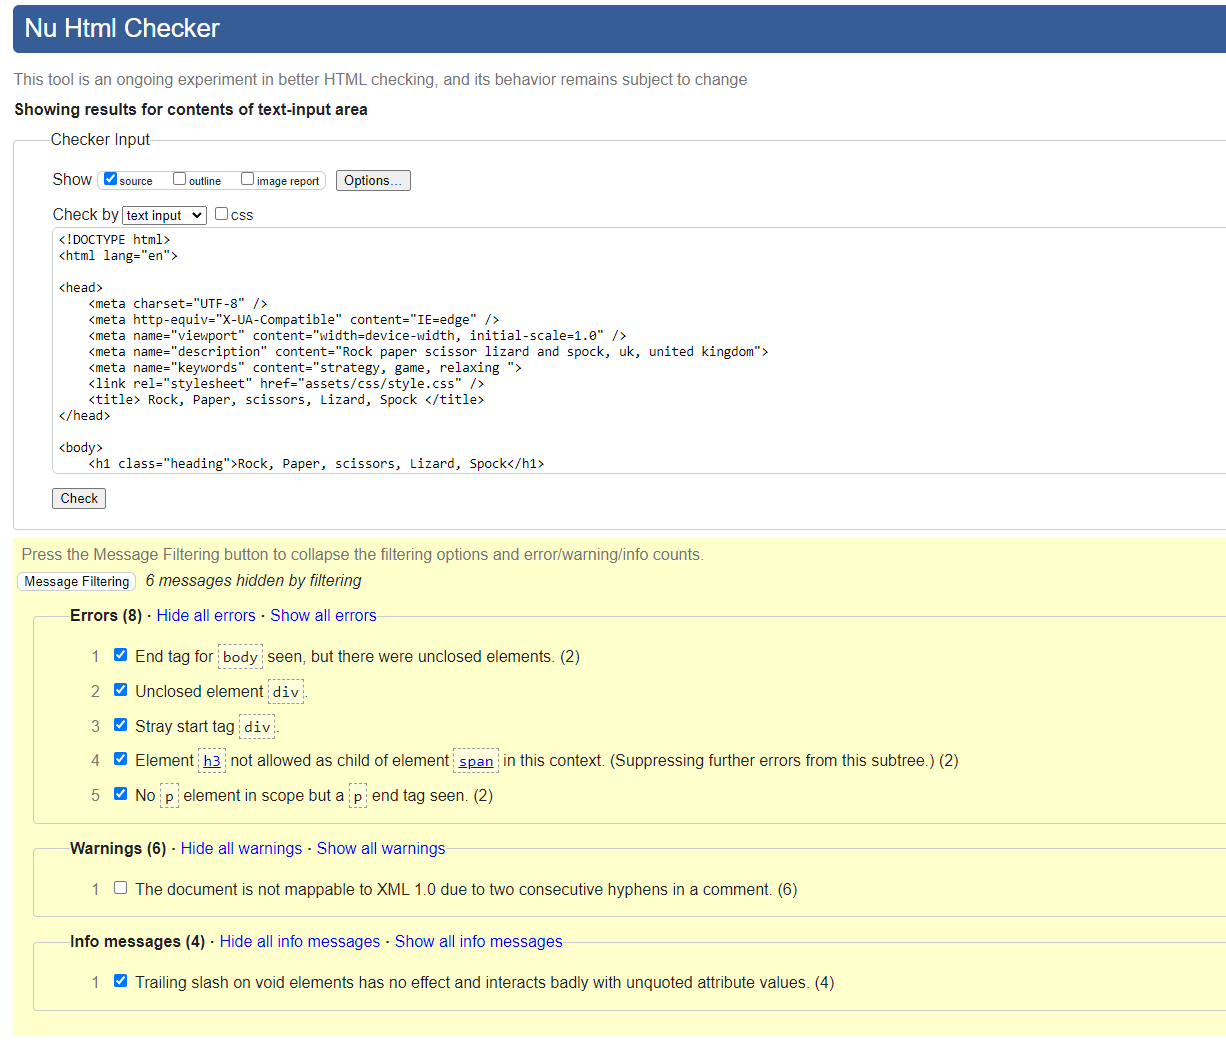 Nu Html Checker
This tool is an ongoing experiment in better HTML checking, and its behavior remains subject to change
Showing results for contents of text-input area
Checker Input
Show source outline image report Options...
Check by text input css
<!DOCTYPE html>
<html lang="en">
<head>
<meta charset="UTF-8" />
<meta http-equiv="X-UA-Compatible" content="IE=edge" />
<meta name="viewport" content="width=device-width, initial-scale=1.0" />
<meta name="description" content="Rock paper scissor lizard and spock, uk, united kingdom">
<meta name="keywords" content="strategy, game, relaxing ">
<link rel="stylesheet" href="assets/css/style.css" />
<title> Rock, Paper, scissors, Lizard, Spock </title>
</head>
<body>
<h1 class="heading">Rock, Paper, scissors, Lizard, Spock</h1>
Check
Press the Message Filtering button to collapse the filtering options and error/warning/info counts.
Message Filtering 6 messages hidden by filtering
Errors (8) · Hide all errors · Show all errors
1 End tag for body seen, but there were unclosed elements. (2)
2 Unclosed element div.
3 Stray start tag div.
4 Element h3 not allowed as child of element span in this context. (Suppressing further errors from this subtree.) (2)
5 No p element in scope but a p end tag seen. (2)
Warnings (6) · Hide all warnings · Show all warnings
1 The document is not mappable to XML 1.0 due to two consecutive hyphens in a comment. (6)
Info messages (4) · Hide all info messages · Show all info messages
1 Trailing slash on void elements has no effect and interacts badly with unquoted attribute values. (4)